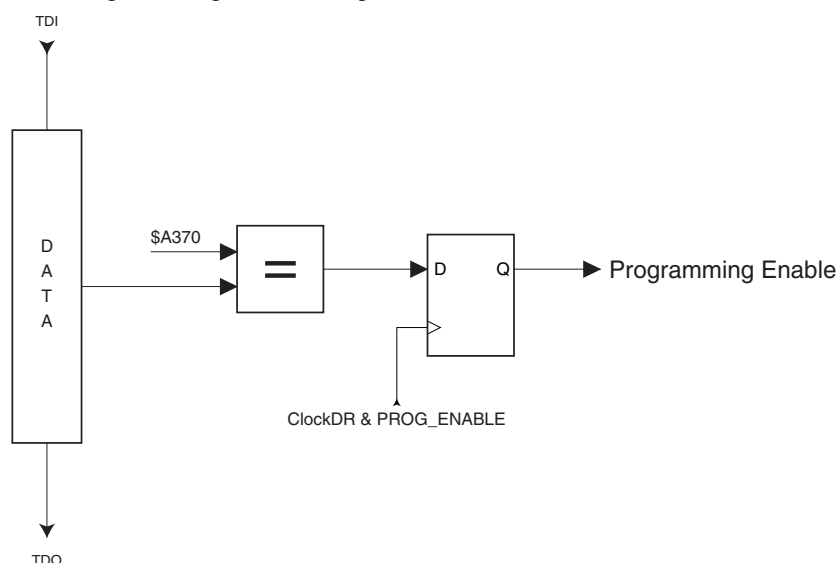 TDI
D
A
T
A
$A370
=
D
Q
Programming Enable
ClockDR & PROG_ENABLE
TDO